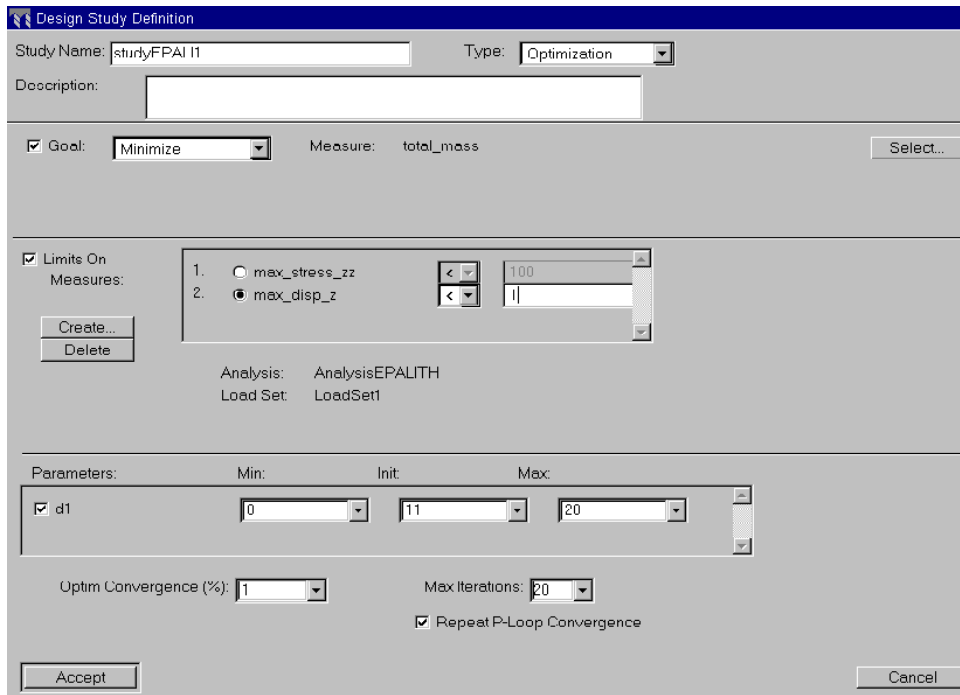 Design Study Definition
Study Name: studyEPALI1 Type: Optimization
Description:
Goal: Minimize Measure: total_mass Select...
Limits On
Measures:
1. max_stress_zz < 100
2. max_disp_z < 1
Create...
Delete
Analysis: AnalysisEPALITH
Load Set: LoadSet1
Parameters: Min: Init: Max:
d1 0 11 20
Optim Convergence (%): 1 Max Iterations: 20
Repeat P-Loop Convergence
Accept Cancel